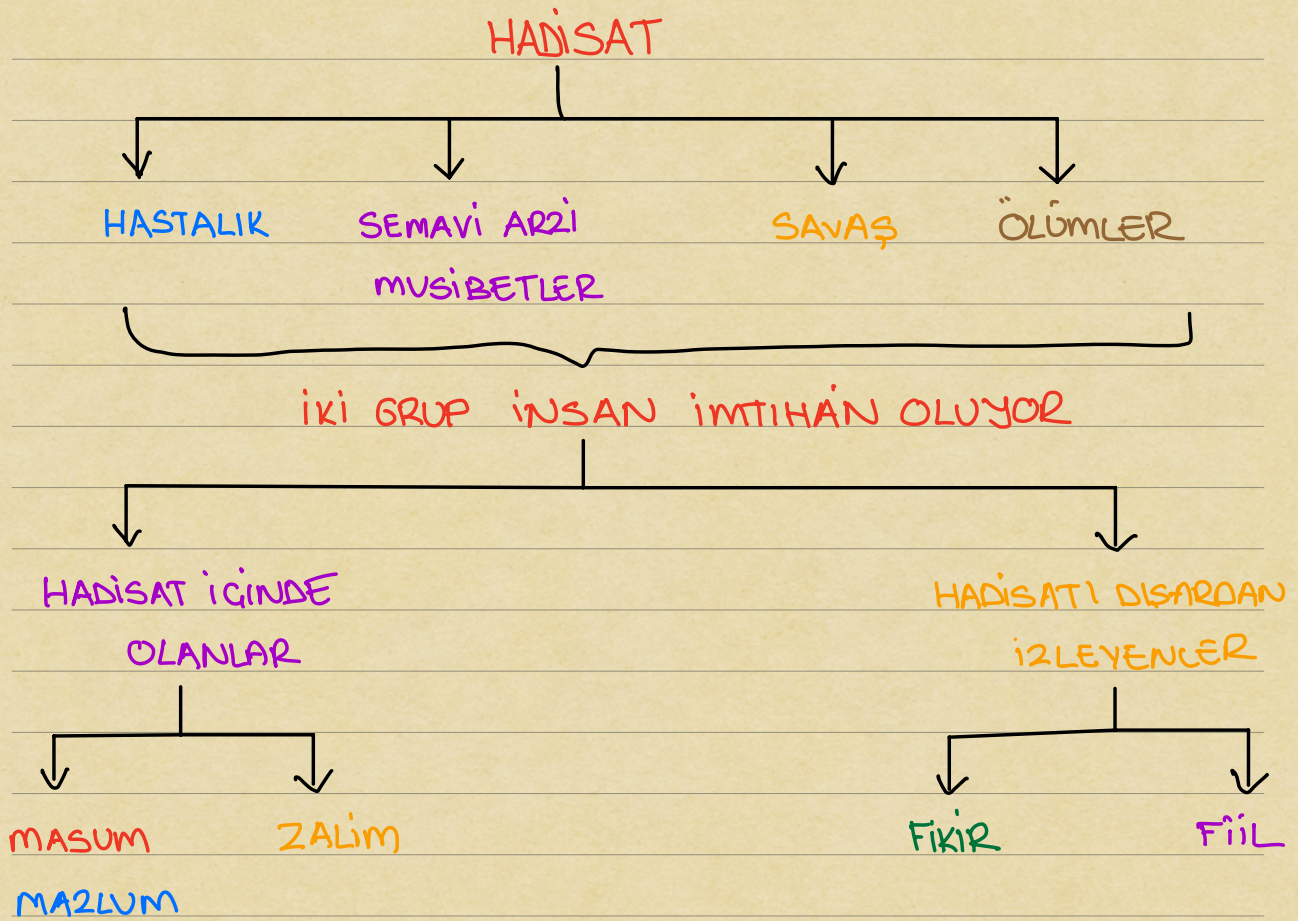 HADİSAT
HASTALIK SEMAVİ ARZİ SAVAŞ ÖLÜMLER
MUSİBETLER
İKİ GRUP İNSAN İMTİHAN OLUYOR
HADİSAT İÇİNDE HADİSATI DIŞARDAN
OLANLAR İZLEYENLER
MASUM ZALİM FİKİR FİİL
MAZLUM